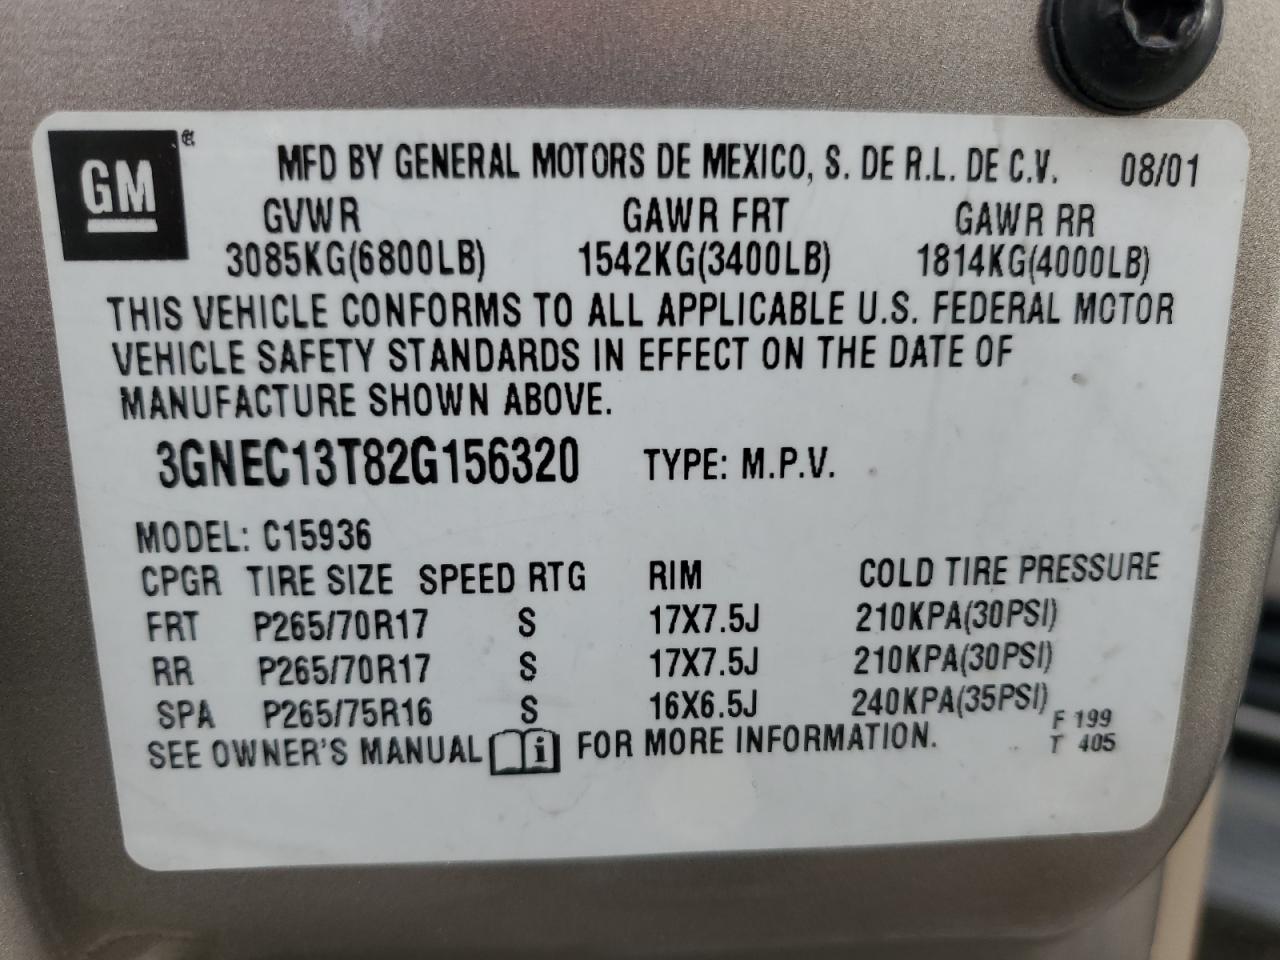 GM® MFD BY GENERAL MOTORS DE MEXICO, S. DE R.L. DE C.V. 08/01
GVWR GAWR FRT GAWR RR
3085KG(6800LB) 1542KG(3400LB) 1814KG(4000LB)
THIS VEHICLE CONFORMS TO ALL APPLICABLE U.S. FEDERAL MOTOR
VEHICLE SAFETY STANDARDS IN EFFECT ON THE DATE OF
MANUFACTURE SHOWN ABOVE.
3GNEC13T82G156320 TYPE: M.P.V.
MODEL: C15936
CPGR TIRE SIZE SPEED RTG RIM COLD TIRE PRESSURE
FRT P265/70R17 S 17X7.5J 210KPA(30PSI)
RR P265/70R17 S 17X7.5J 210KPA(30PSI)
SPA P265/75R16 S 16X6.5J 240KPA(35PSI) F 199
SEE OWNER'S MANUAL i FOR MORE INFORMATION. T 405